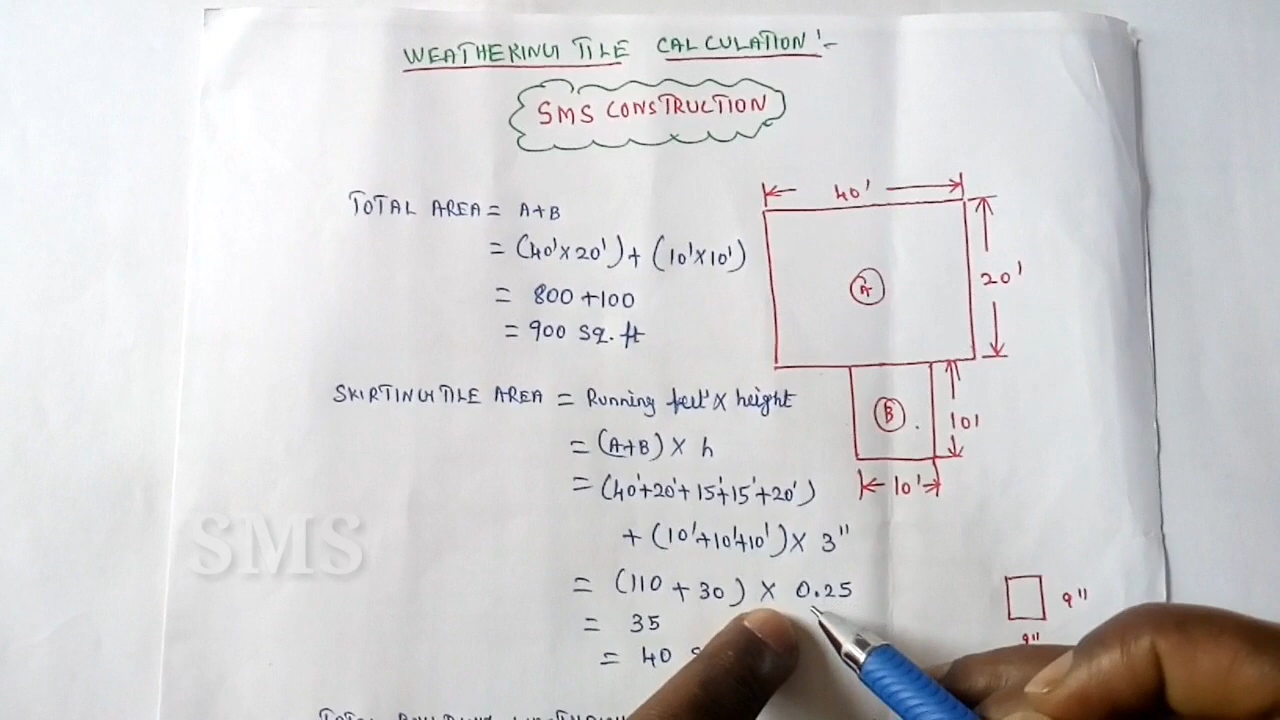 WEATHERING TILE CALCULATION:-
SMS CONSTRUCTION
TOTAL AREA = A+B
= (40'x20') + (10'x10')
= 800+100
= 900 Sq.ft
40'
A
20'
B
10'
10'
SKIRTING TILE AREA = Running feet x height
= (A+B) x h
= (40'+20'+15'+15'+20')
+ (10'+10'+10') x 3"
= (110 + 30) x 0.25
= 35
= 40
9"
9"
SMS
TOTAL